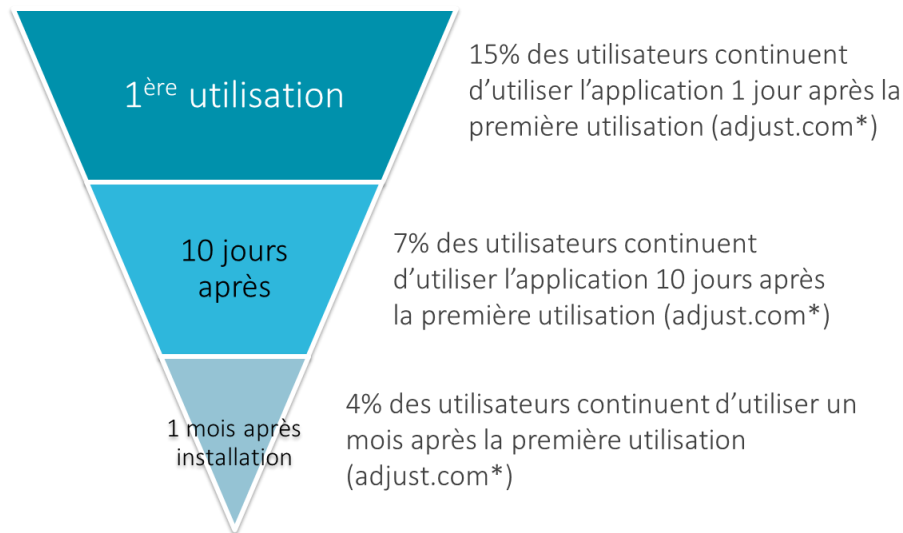 1ère utilisation
15% des utilisateurs continuent
d’utiliser l’application 1 jour après la
première utilisation (adjust.com*)
10 jours
après
7% des utilisateurs continuent
d’utiliser l’application 10 jours après
la première utilisation (adjust.com*)
1 mois après
installation
4% des utilisateurs continuent d’utiliser un
mois après la première utilisation
(adjust.com*)